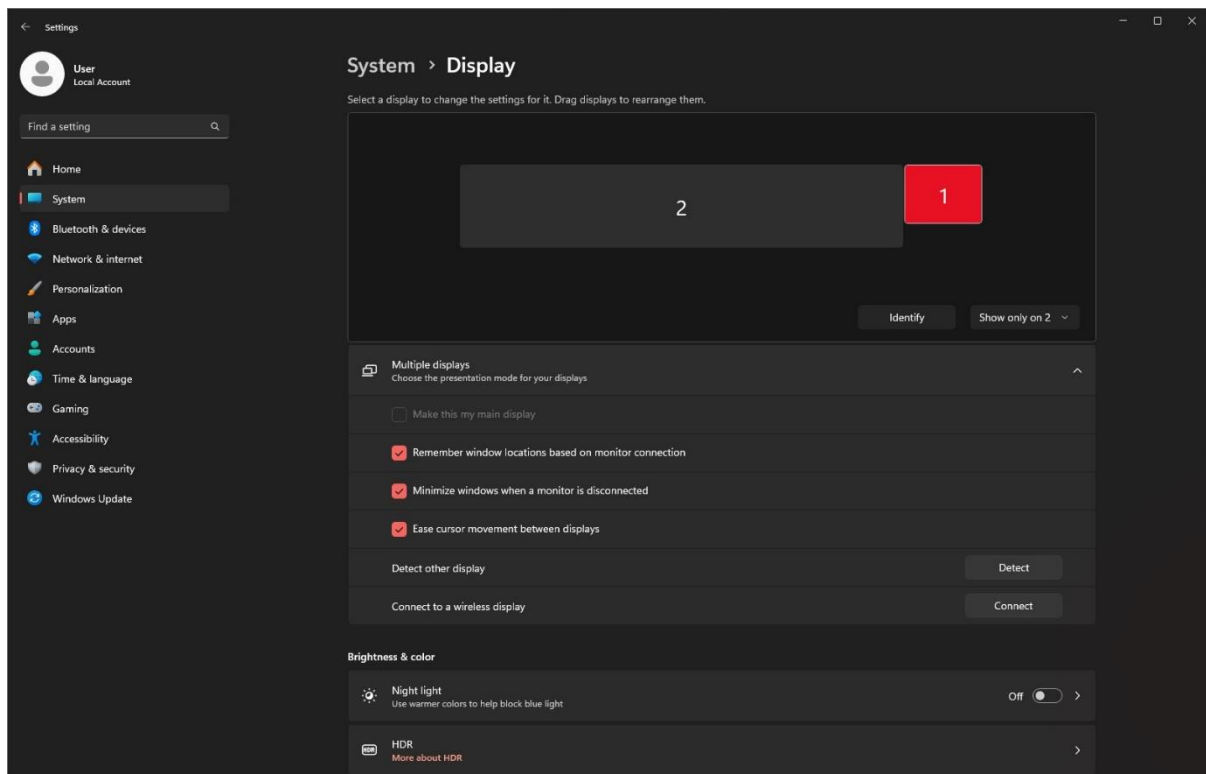 Settings
User
Local Account
Find a setting
Home
System
Bluetooth & devices
Network & internet
Personalization
Apps
Accounts
Time & language
Gaming
Accessibility
Privacy & security
Windows Update
System > Display
Select a display to change the settings for it. Drag displays to rearrange them.
2
1
Identify
Show only on 2
Multiple displays
Choose the presentation mode for your displays
Make this my main display
Remember window locations based on monitor connection
Minimize windows when a monitor is disconnected
Ease cursor movement between displays
Detect other display
Detect
Connect to a wireless display
Connect
Brightness & color
Night light
Use warmer colors to help block blue light
Off
HDR
HDR
More about HDR